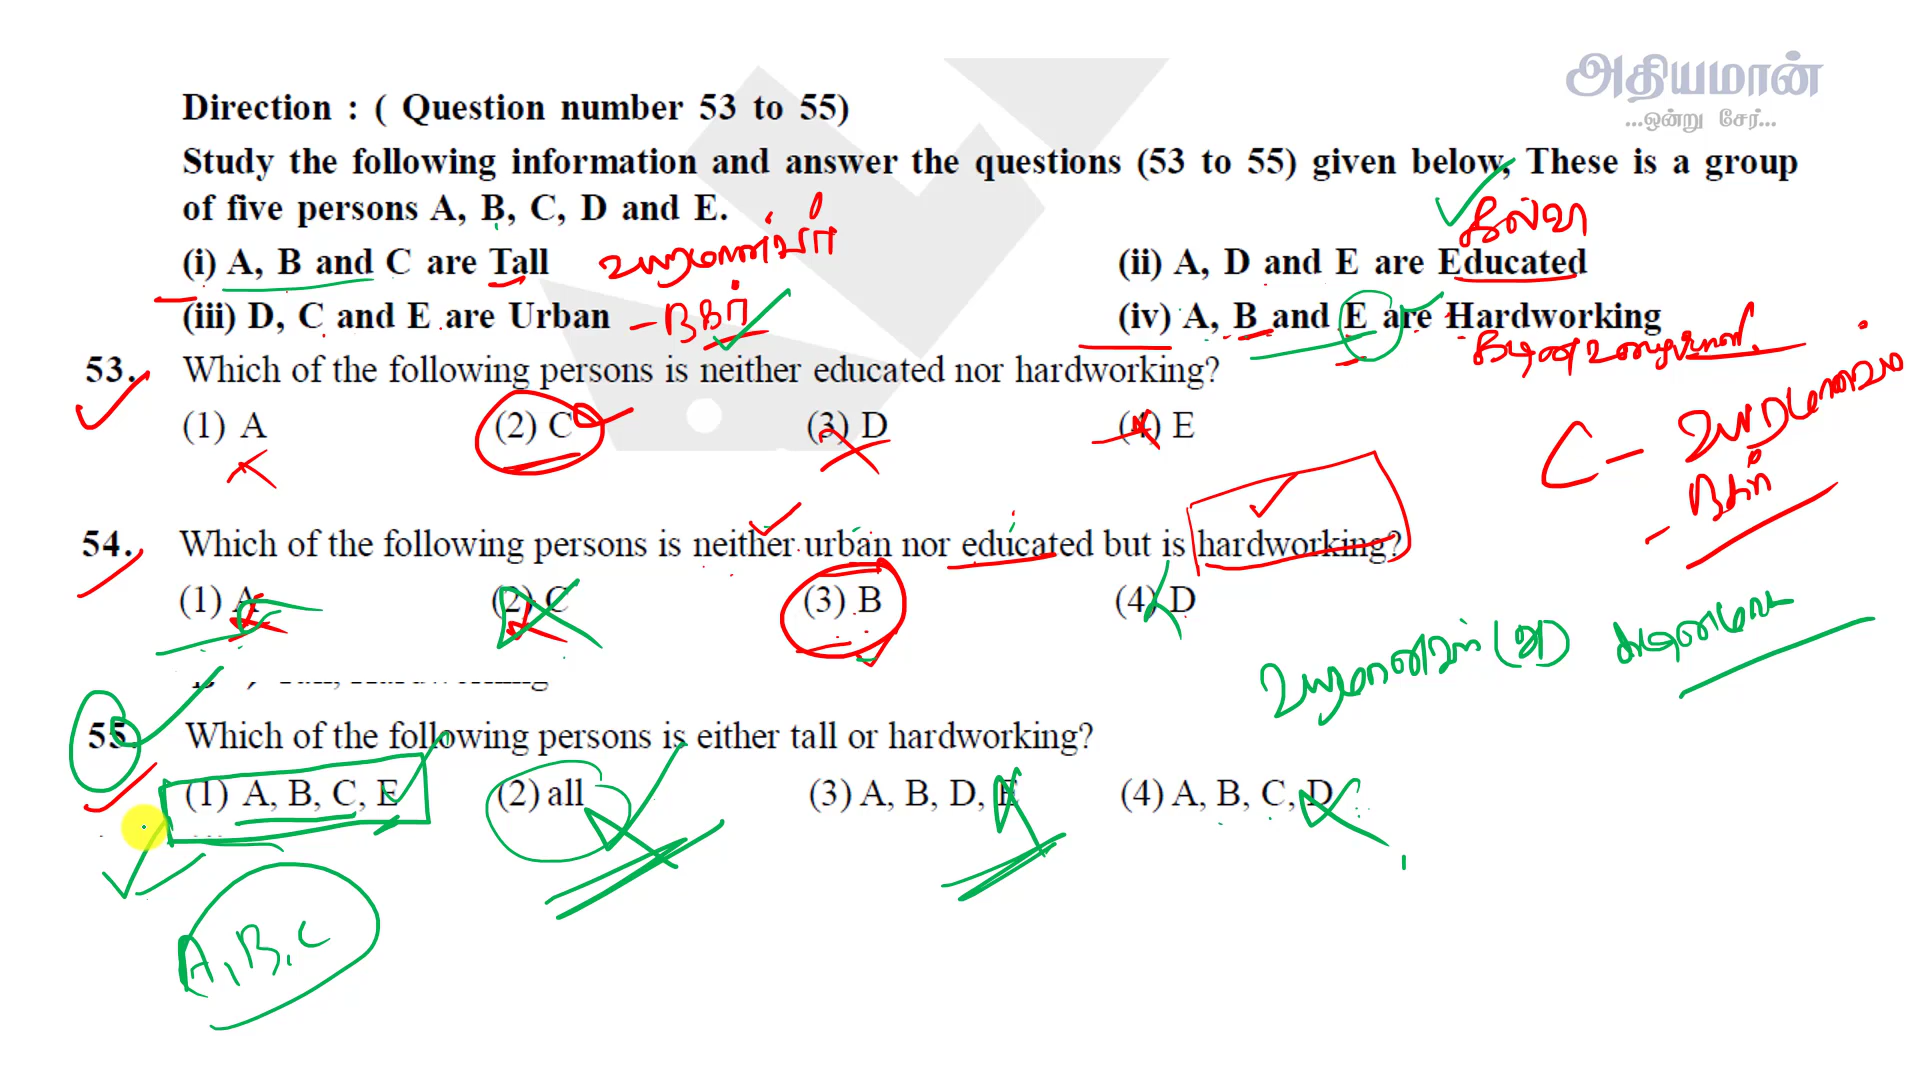 அதியமான்
...ஒன்று சேர்...
Direction : ( Question number 53 to 55)
Study the following information and answer the questions (53 to 55) given below, These is a group
of five persons A, B, C, D and E.
(i) A, B and C are Tall
(ii) A, D and E are Educated
(iii) D, C and E are Urban
(iv) A, B and E are Hardworking
53. Which of the following persons is neither educated nor hardworking?
(1) A (2) C (3) D (4) E
C –
54. Which of the following persons is neither urban nor educated but is hardworking?
(1) A (2) C (3) B (4) D
55. Which of the following persons is either tall or hardworking?
(1) A, B, C, E (2) all (3) A, B, D, E (4) A, B, C, D
A, B, C